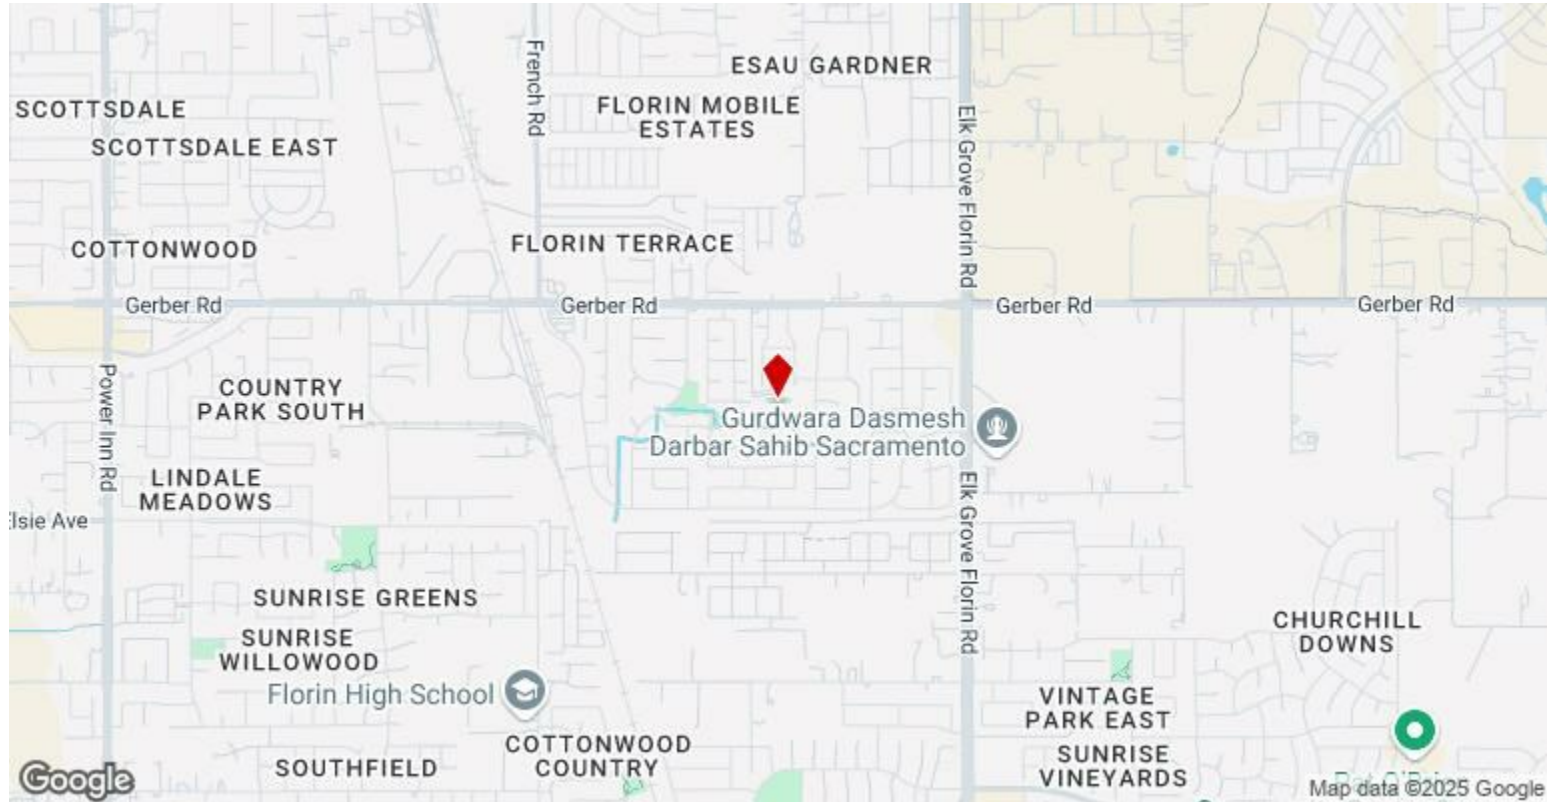 ESAU GARDNER
French Rd
SCOTTSDALE
FLORIN MOBILE
ESTATES
Elk Grove Florin Rd
SCOTTSDALE EAST
COTTONWOOD
FLORIN TERRACE
Gerber Rd
Gerber Rd
Gerber Rd
Gerber Rd
Power Inn Rd
COUNTRY
PARK SOUTH
Gurdwara Dasmesh
Darbar Sahib Sacramento
LINDALE
MEADOWS
Elk Grove Florin Rd
lsie Ave
SUNRISE GREENS
CHURCHILL
DOWNS
SUNRISE
WILLOWOOD
Florin High School
VINTAGE
PARK EAST
COTTONWOOD
COUNTRY
SOUTHFIELD
SUNRISE
VINEYARDS
Google
Map data ©2025 Google